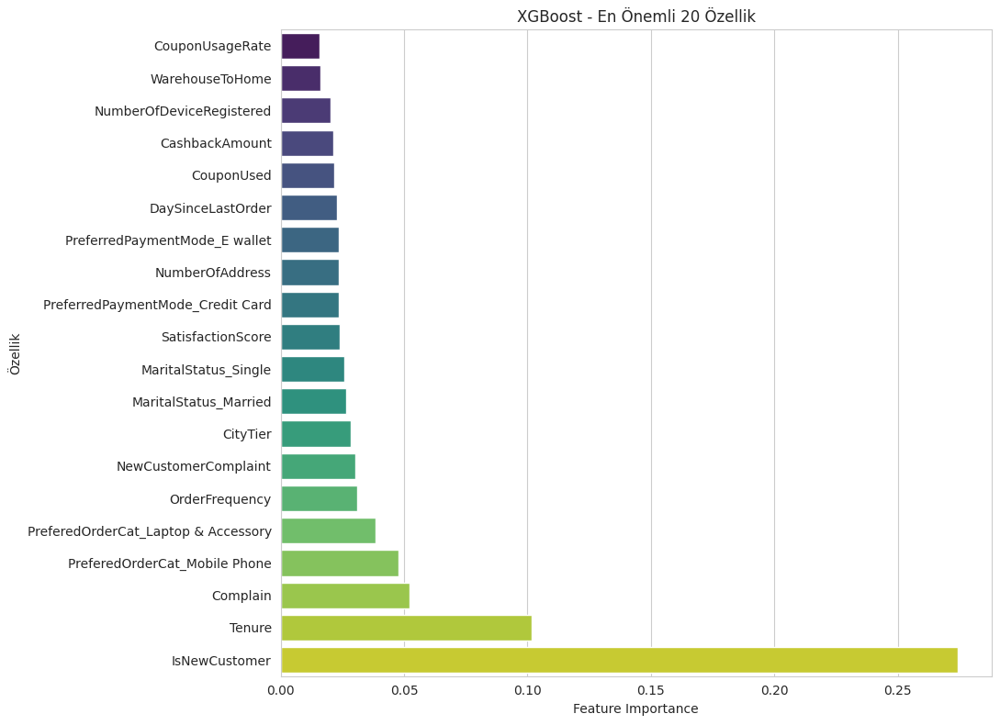 XGBoost - En Önemli 20 Özellik
CouponUsageRate
WarehouseToHome
NumberOfDeviceRegistered
CashbackAmount
CouponUsed
DaySinceLastOrder
PreferredPaymentMode_E wallet
NumberOfAddress
PreferredPaymentMode_Credit Card
SatisfactionScore
MaritalStatus_Single
MaritalStatus_Married
CityTier
NewCustomerComplaint
OrderFrequency
PreferedOrderCat_Laptop & Accessory
PreferedOrderCat_Mobile Phone
Complain
Tenure
IsNewCustomer
Özellik
0.00 0.05 0.10 0.15 0.20 0.25
Feature Importance